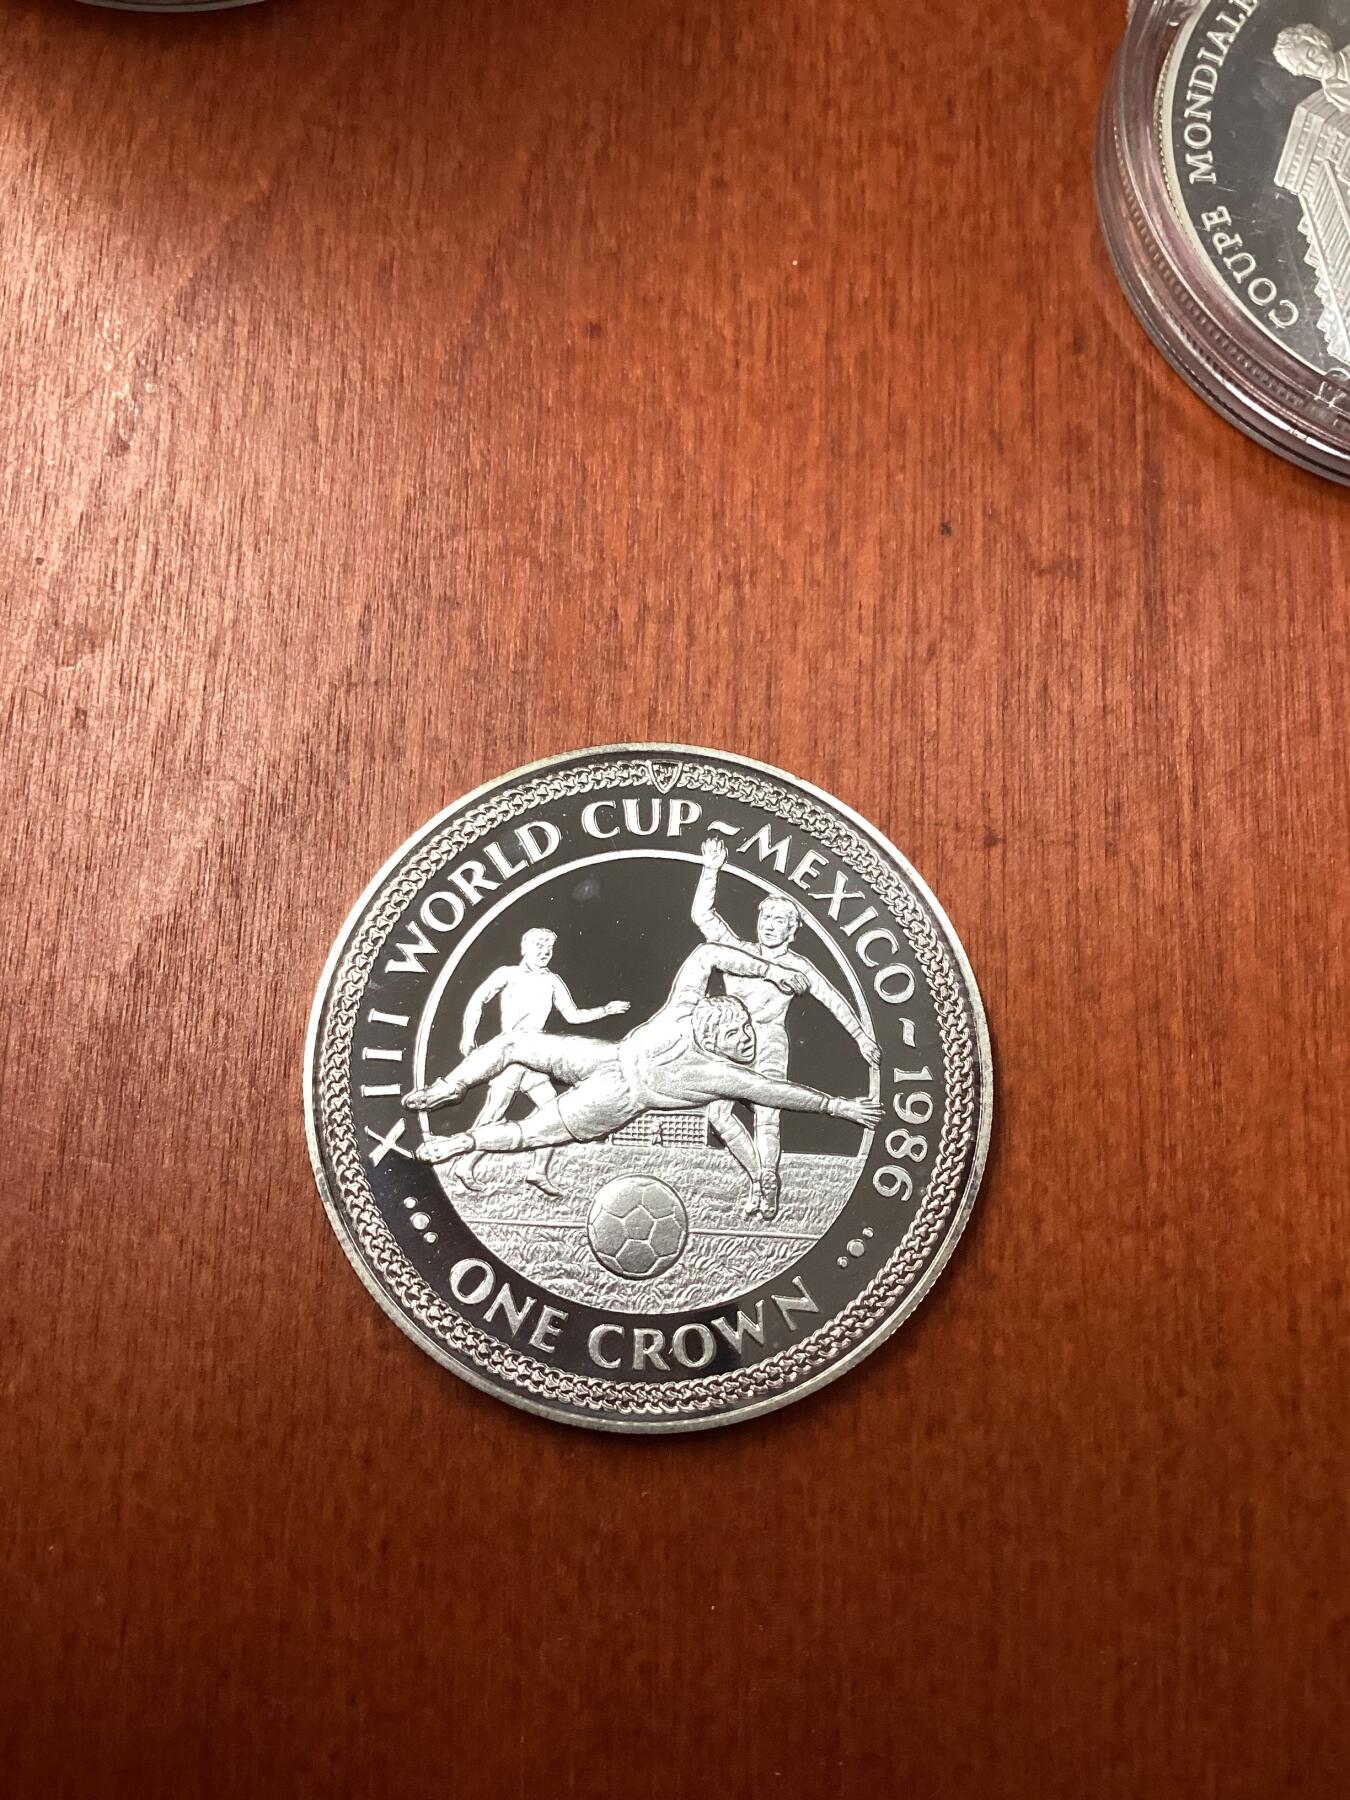 COUPE MONDIALE
XIII WORLD CUP ~ MEXICO ~ 1986
ONE CROWN